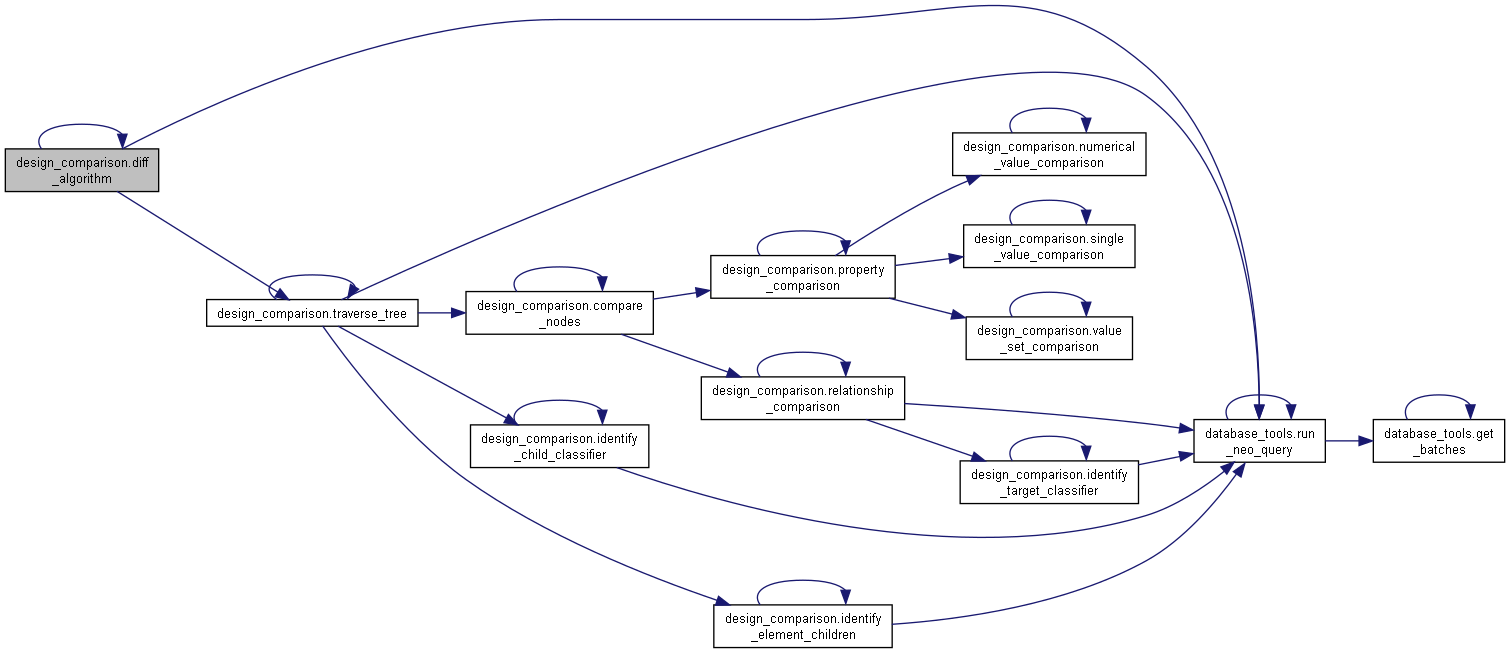 design_comparison.diff
_algorithm
design_comparison.traverse_tree
design_comparison.compare
_nodes
design_comparison.identify
_child_classifier
design_comparison.property
_comparison
design_comparison.relationship
_comparison
design_comparison.identify
_element_children
design_comparison.numerical
_value_comparison
design_comparison.single
_value_comparison
design_comparison.value
_set_comparison
design_comparison.identify
_target_classifier
database_tools.run
_neo_query
database_tools.get
_batches